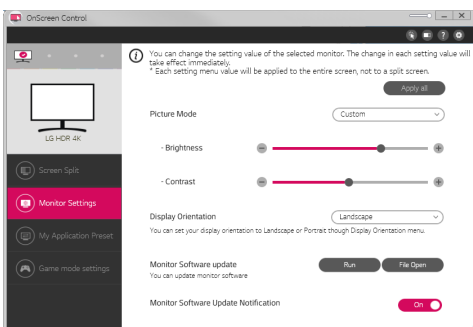 OnScreen Control
You can change the setting value of the selected monitor. The change in each setting value will
take effect immediately.
* Each setting menu value will be applied to the entire screen, not to a split screen.
Apply all
LG HDR 4K
Picture Mode
Custom
- Brightness
- Contrast
Screen Split
Monitor Settings
My Application Preset
Game mode settings
Display Orientation
Landscape
You can set your display orientation to Landscape or Portrait though Display Orientation menu.
Monitor Software update
Run
File Open
You can update monitor software
Monitor Software Update Notification
On